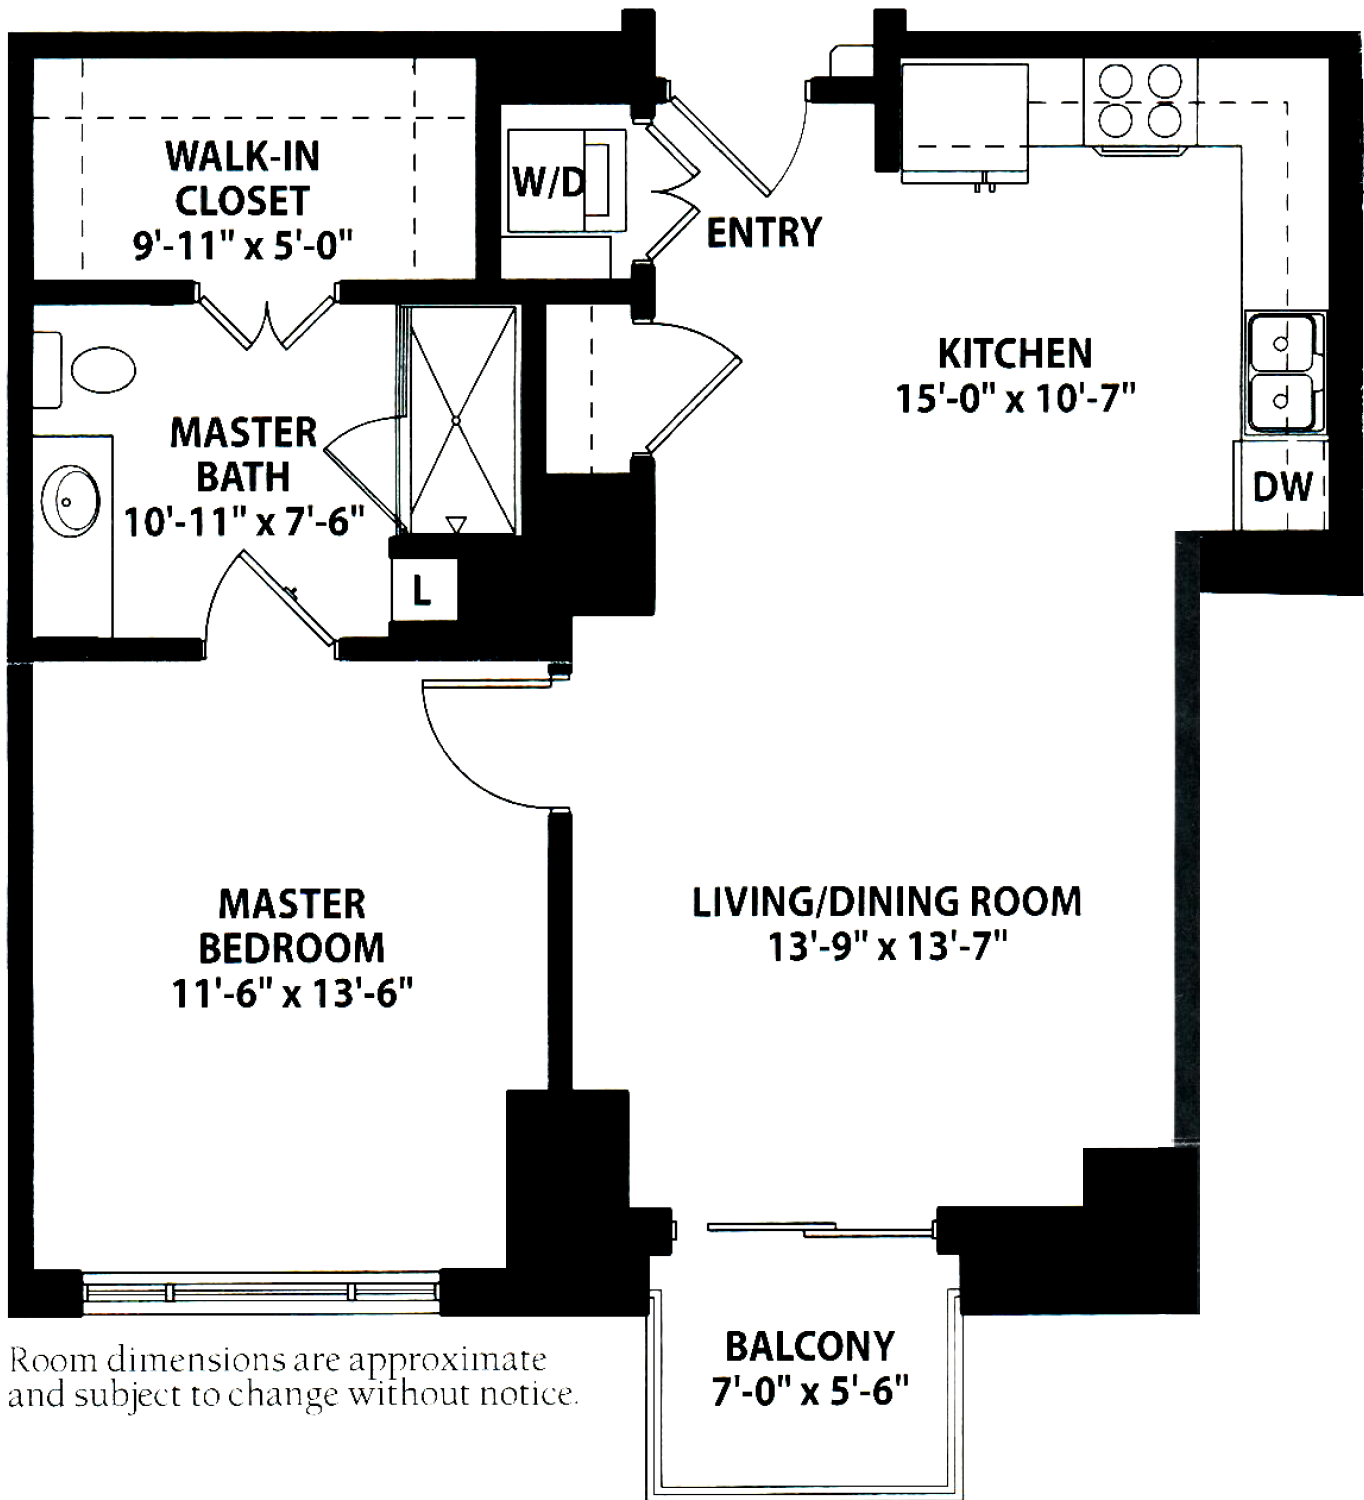 WALK-IN
CLOSET
9'-11" x 5'-0"
W/D
ENTRY
KITCHEN
15'-0" x 10'-7"
MASTER
BATH
10'-11" x 7'-6"
DW
L
MASTER
BEDROOM
11'-6" x 13'-6"
LIVING/DINING ROOM
13'-9" x 13'-7"
BALCONY
7'-0" x 5'-6"
Room dimensions are approximate
and subject to change without notice.